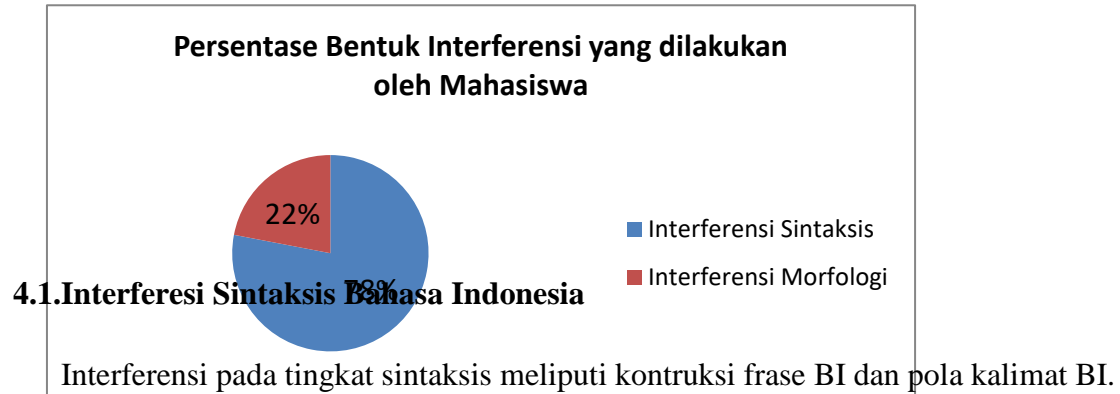 Persentase Bentuk Interferensi yang dilakukan
oleh Mahasiswa
22%
Interferensi Sintaksis
Interferensi Morfologi
78%
4.1.Interferesi Sintaksis Bahasa Indonesia
Interferensi pada tingkat sintaksis meliputi kontruksi frase BI dan pola kalimat BI.